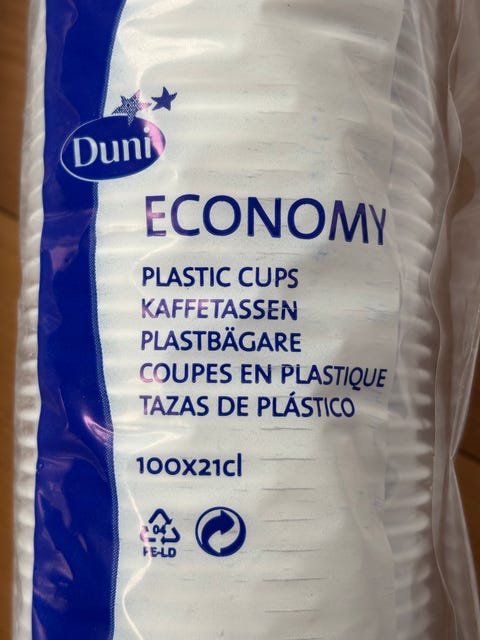 Duni
ECONOMY
PLASTIC CUPS
KAFFETASSEN
PLASTBÄGARE
COUPES EN PLASTIQUE
TAZAS DE PLÁSTICO
100x21cl
04
PE-LD